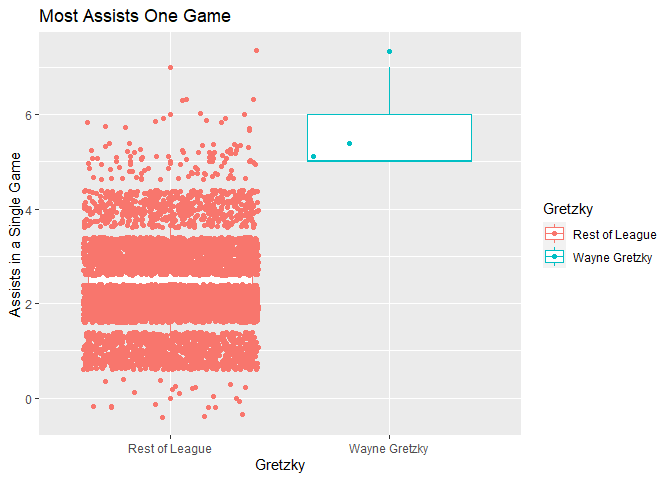 Most Assists One Game
Assists in a Single Game
6
4
2
0
Rest of League
Wayne Gretzky
Gretzky
Gretzky
Rest of League
Wayne Gretzky